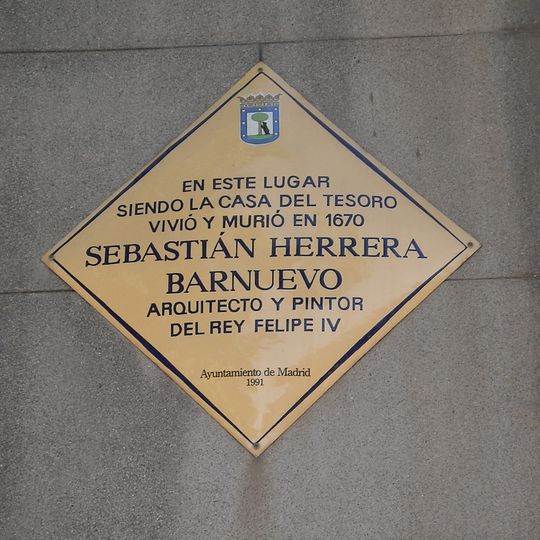 EN ESTE LUGAR
SIENDO LA CASA DEL TESORO
VIVIÓ Y MURIÓ EN 1670
SEBASTIÁN HERRERA
BARNUEVO
ARQUITECTO Y PINTOR
DEL REY FELIPE IV
Ayuntamiento de Madrid
1991